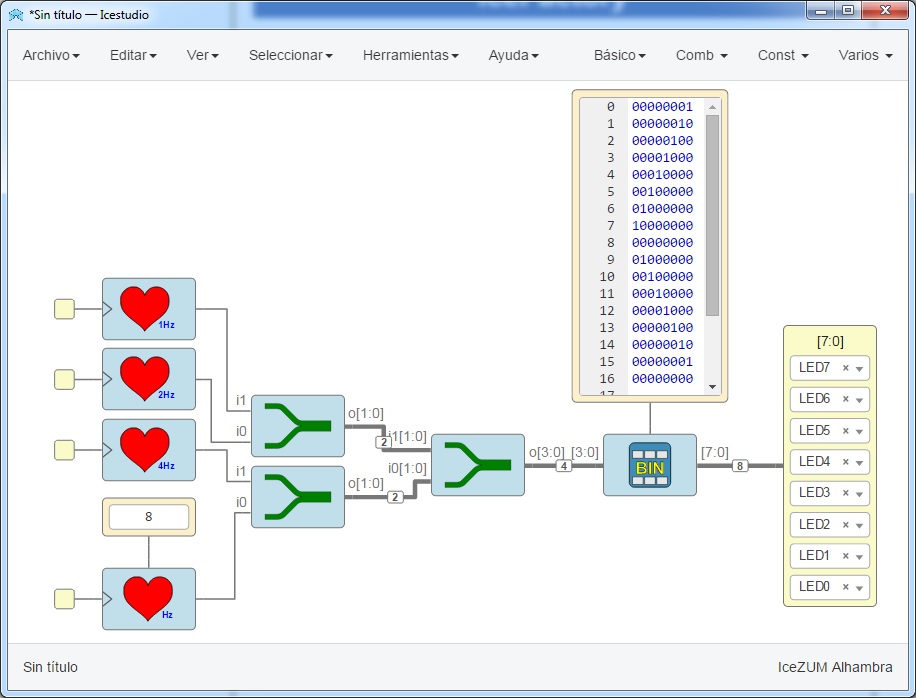 *Sin título — Icestudio
Archivo Editar Ver Seleccionar Herramientas Ayuda Básico Comb Const Varios
0 00000001
1 00000010
2 00000100
3 00001000
4 00010000
5 00100000
6 01000000
7 10000000
8 00000000
9 01000000
10 00100000
11 00010000
12 00001000
13 00000100
14 00000010
15 00000001
16 00000000
17
1Hz
2Hz
4Hz
8
Hz
i1
i0
o[1:0]
2
i1
i0
o[1:0]
2
i1[1:0]
i0[1:0]
o[3:0]
4
[3:0]
BIN
[7:0]
8
[7:0]
LED7 ×
LED6 ×
LED5 ×
LED4 ×
LED3 ×
LED2 ×
LED1 ×
LED0 ×
Sin título
IceZUM Alhambra